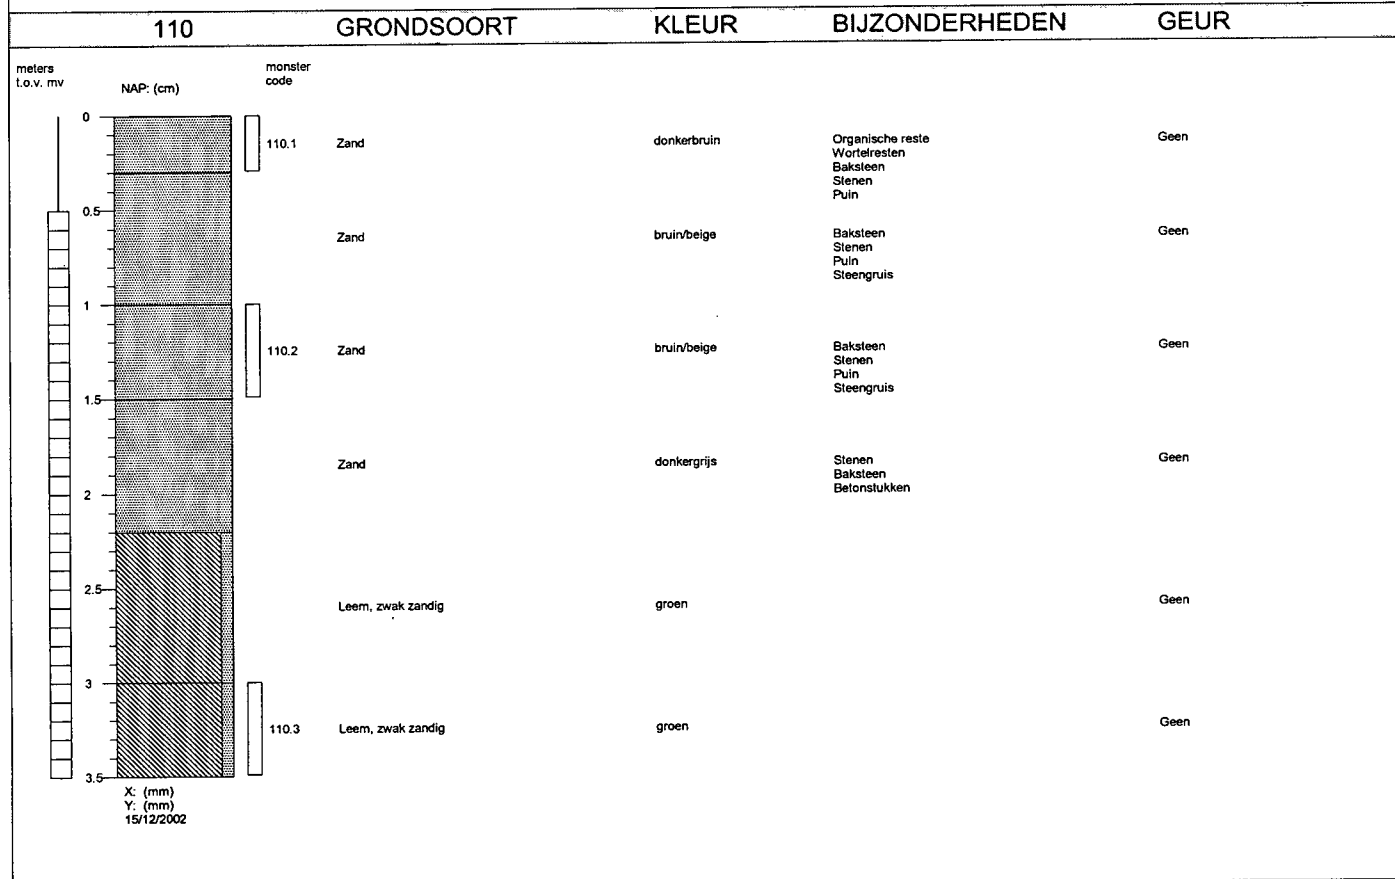 110 GRONDSOORT KLEUR BIJZONDERHEDEN GEUR
meters
t.o.v. mv
NAP: (cm)
monster
code
0
110.1 Zand donkerbruin Organische reste Geen
Wortelresten
Baksteen
Stenen
Puin
0.5
Zand bruin/beige Baksteen Geen
Stenen
Puin
Steengruis
1
110.2 Zand bruin/beige Baksteen Geen
Stenen
Puin
Steengruis
1.5
Zand donkergrijs Stenen Geen
Baksteen
Betonstukken
2
2.5
Leem, zwak zandig groen Geen
3
110.3 Leem, zwak zandig groen Geen
3.5
X: (mm)
Y: (mm)
15/12/2002